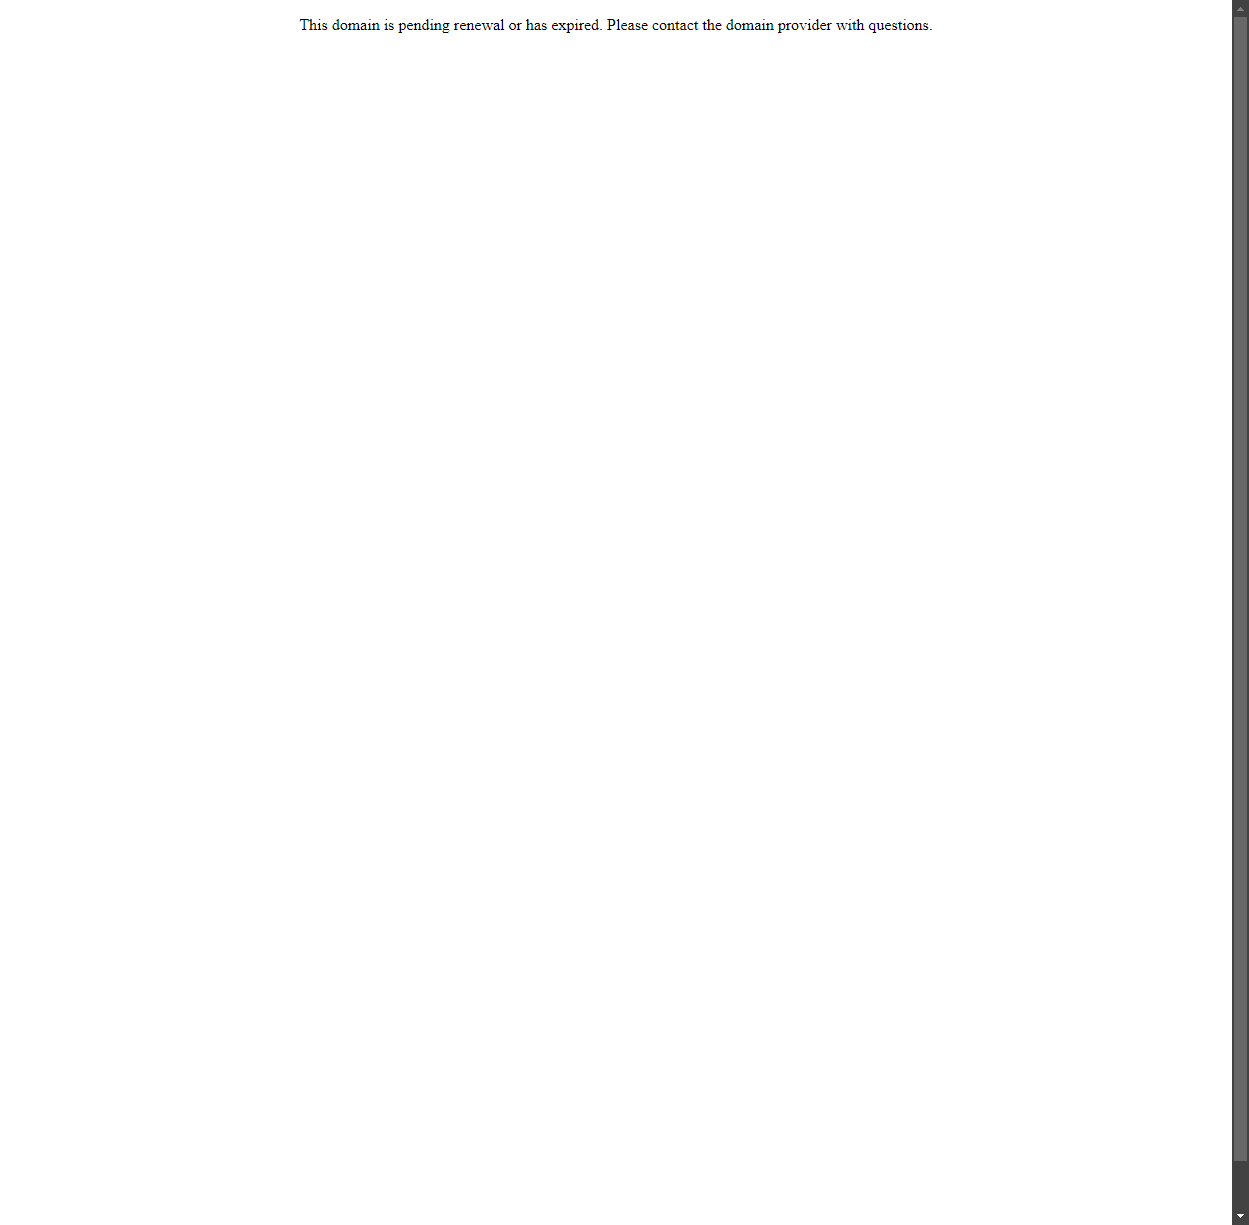 This domain is pending renewal or has expired. Please contact the domain provider with questions.